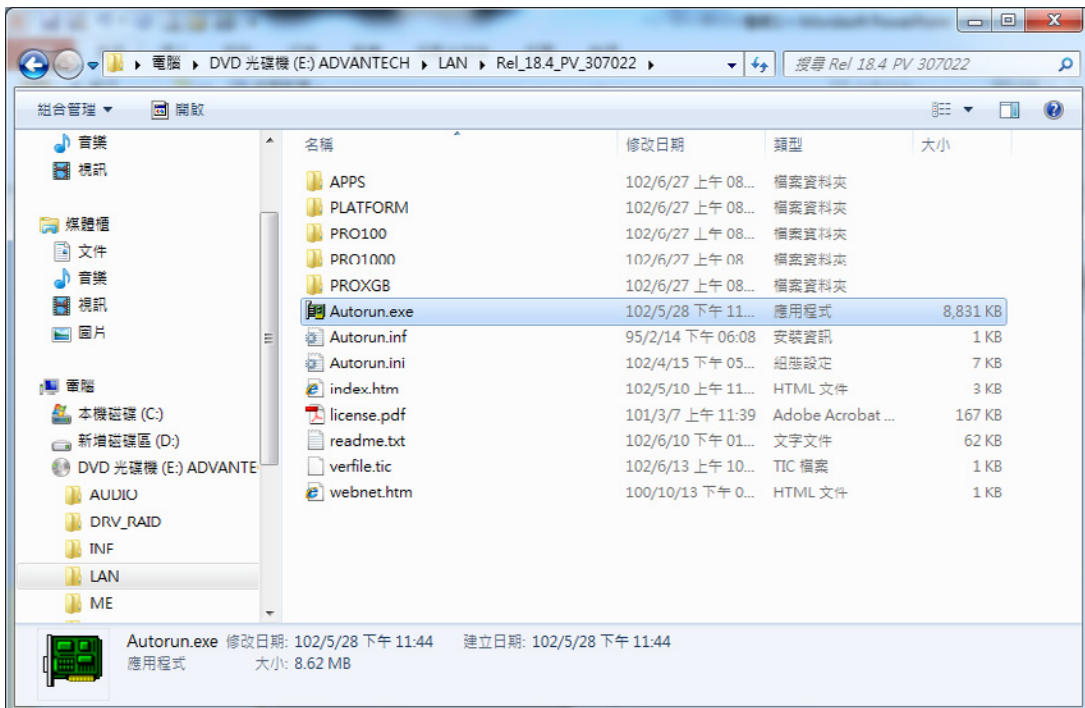 電腦 ▸ DVD 光碟機 (E:) ADVANTECH ▸ LAN ▸ Rel_18.4_PV_307022 ▸
搜尋 Rel 18.4 PV 307022
組合管理 ▼ 開啟
音樂
視訊
媒體櫃
文件
音樂
視訊
圖片
電腦
本機磁碟 (C:)
新增磁碟區 (D:)
DVD 光碟機 (E:) ADVANTE
AUDIO
DRV_RAID
INF
LAN
ME
名稱 修改日期 類型 大小
APPS 102/6/27 上午 08... 檔案資料夾
PLATFORM 102/6/27 上午 08... 檔案資料夾
PRO100 102/6/27 上午 08... 檔案資料夾
PRO1000 102/6/27 上午 08 檔案資料夾
PROXGB 102/6/27 上午 08... 檔案資料夾
Autorun.exe 102/5/28 下午 11... 應用程式 8,831 KB
Autorun.inf 95/2/14 下午 06:08 安裝資訊 1 KB
Autorun.ini 102/4/15 下午 05... 組態設定 7 KB
index.htm 102/5/10 上午 11... HTML 文件 3 KB
license.pdf 101/3/7 上午 11:39 Adobe Acrobat ... 167 KB
readme.txt 102/6/10 下午 01... 文字文件 62 KB
verfile.tic 102/6/13 上午 10... TIC 檔案 1 KB
webnet.htm 100/10/13 下午 0... HTML 文件 1 KB
Autorun.exe 修改日期: 102/5/28 下午 11:44 建立日期: 102/5/28 下午 11:44
應用程式 大小: 8.62 MB